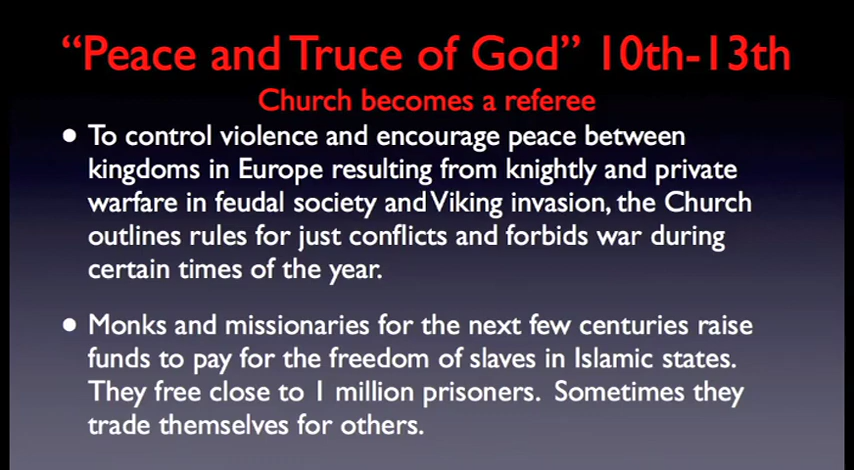 “Peace and Truce of God” 10th-13th
Church becomes a referee
• To control violence and encourage peace between
kingdoms in Europe resulting from knightly and private
warfare in feudal society and Viking invasion, the Church
outlines rules for just conflicts and forbids war during
certain times of the year.
• Monks and missionaries for the next few centuries raise
funds to pay for the freedom of slaves in Islamic states.
They free close to 1 million prisoners.  Sometimes they
trade themselves for others.